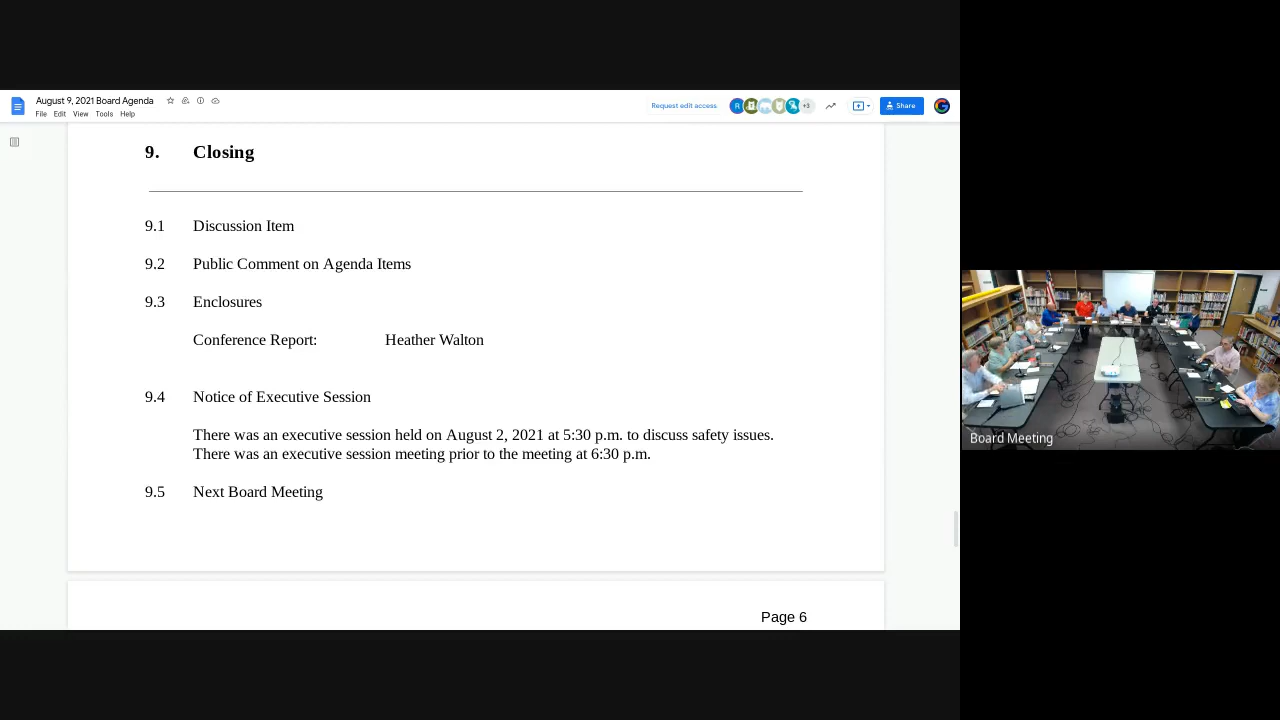 August 9, 2021 Board Agenda
File Edit View Tools Help
Request edit access
R
+3
Share
9. Closing
9.1 Discussion Item
9.2 Public Comment on Agenda Items
9.3 Enclosures
Conference Report: Heather Walton
9.4 Notice of Executive Session
There was an executive session held on August 2, 2021 at 5:30 p.m. to discuss safety issues.
There was an executive session meeting prior to the meeting at 6:30 p.m.
9.5 Next Board Meeting
Page 6
Board Meeting